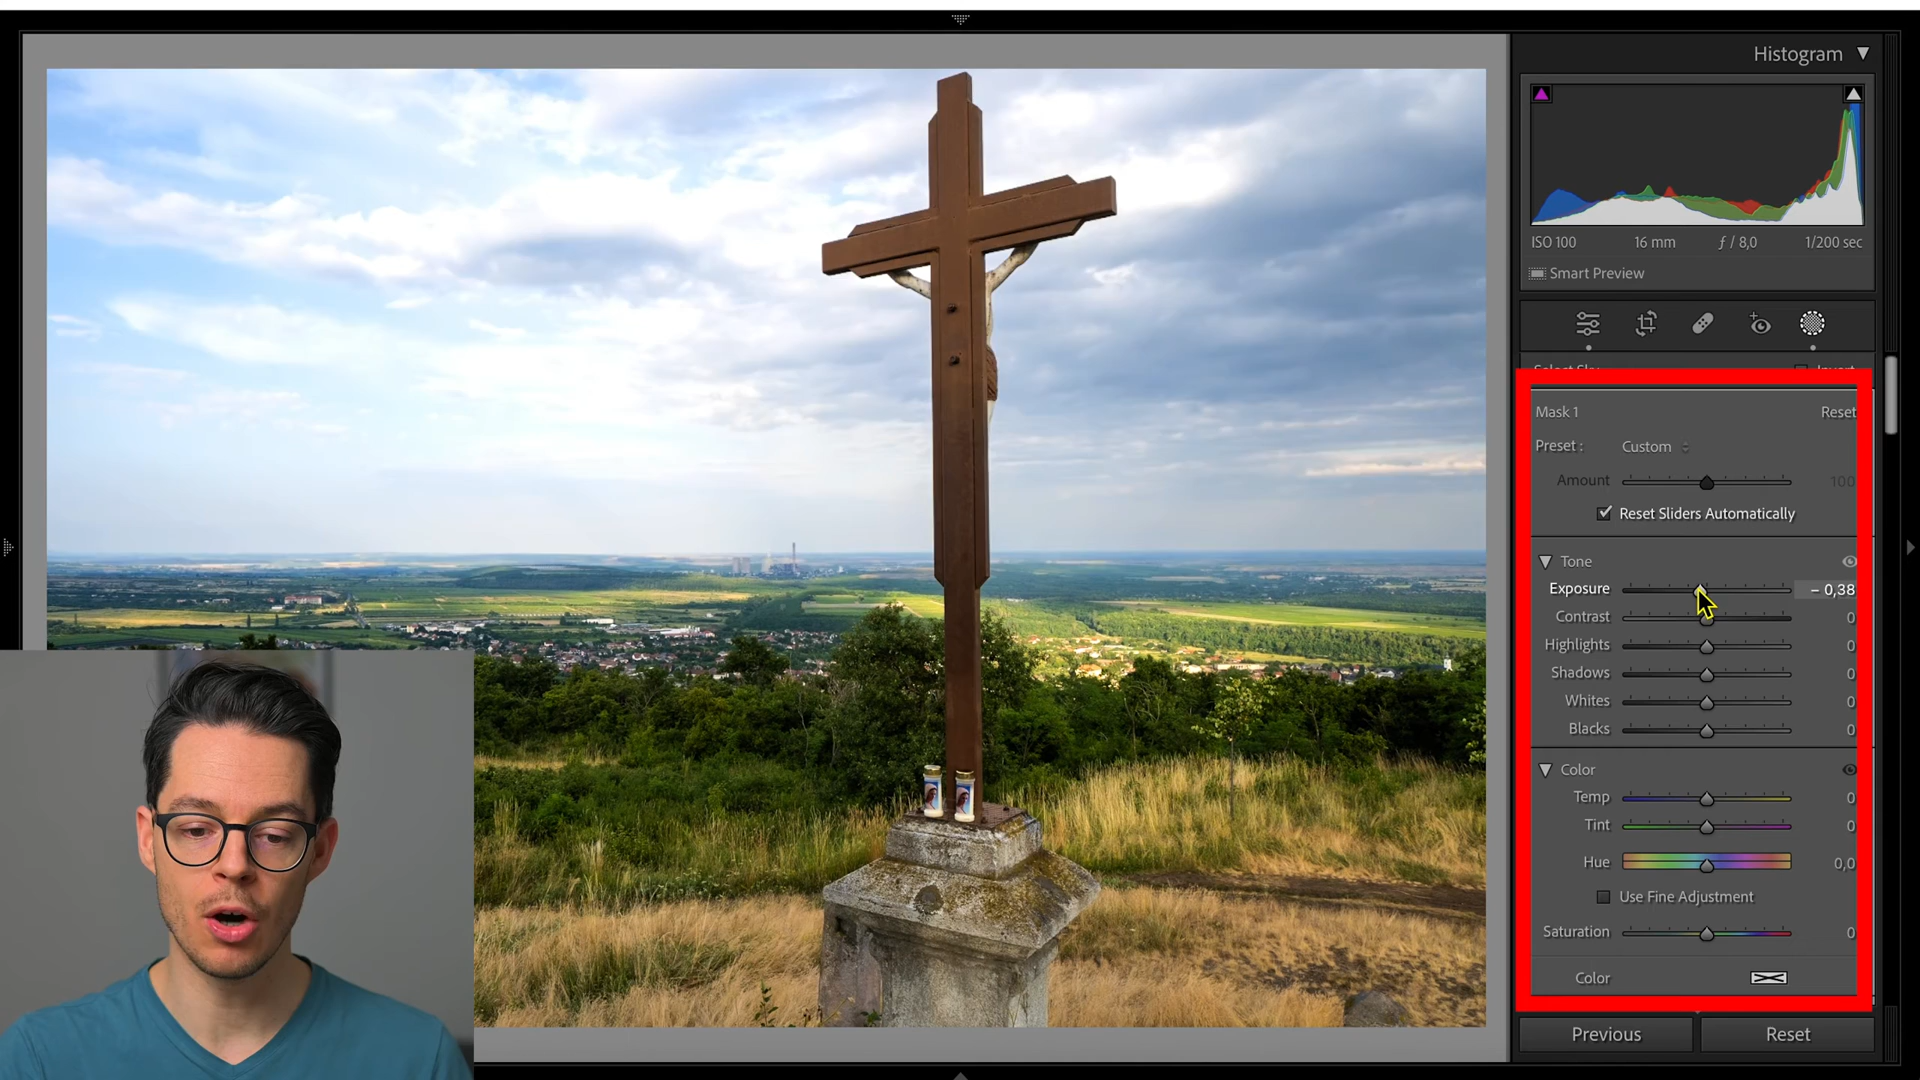 Histogram
ISO 100 16 mm ƒ / 8,0 1/200 sec
Smart Preview
Mask 1 Reset
Preset : Custom
Amount 100
Reset Sliders Automatically
Tone
Exposure – 0,38
Contrast 0
Highlights 0
Shadows 0
Whites 0
Blacks 0
Color
Temp 0
Tint 0
Hue 0,0
Use Fine Adjustment
Saturation 0
Color
Previous Reset